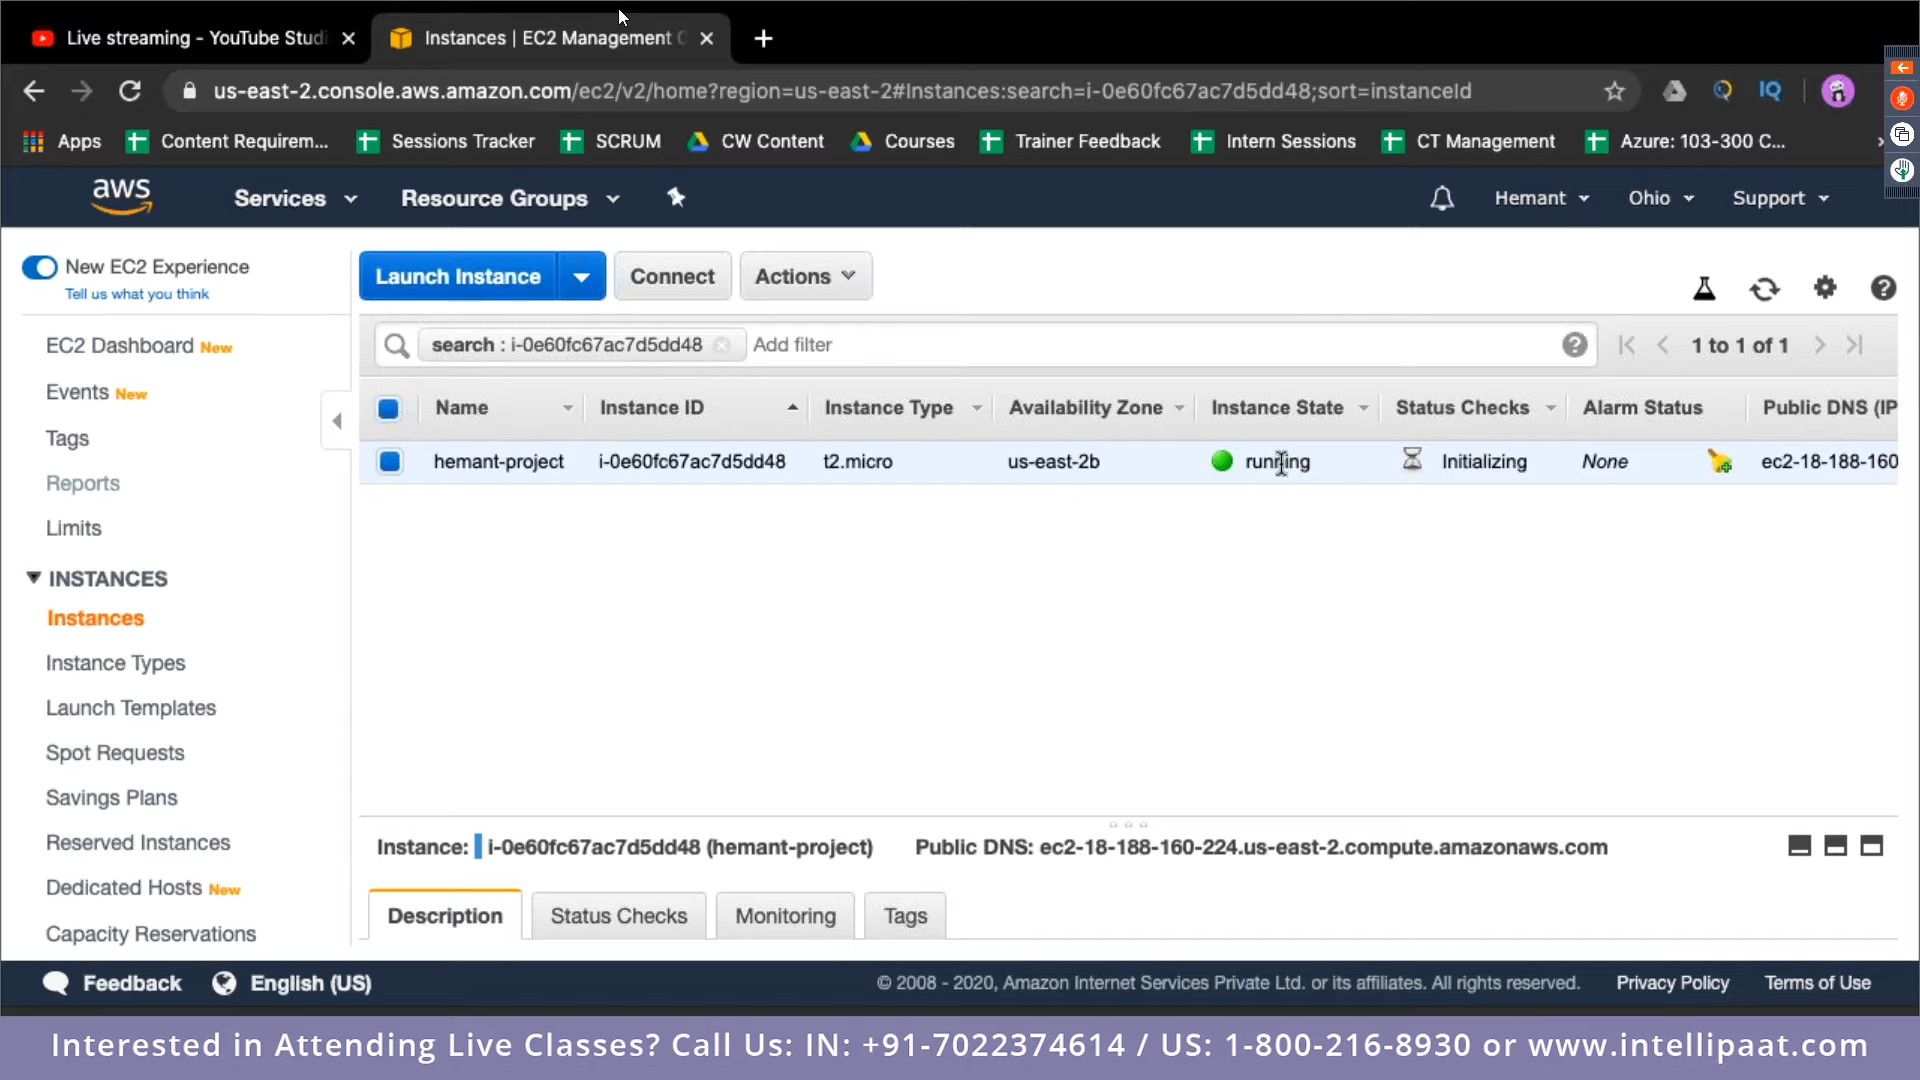 Live streaming - YouTube Studi
Instances | EC2 Management C
us-east-2.console.aws.amazon.com/ec2/v2/home?region=us-east-2#Instances:search=i-0e60fc67ac7d5dd48;sort=instanceId
IQ
Apps
Content Requirem...
Sessions Tracker
SCRUM
CW Content
Courses
Trainer Feedback
Intern Sessions
CT Management
Azure: 103-300 C...
aws
Services
Resource Groups
Hemant
Ohio
Support
New EC2 Experience
Tell us what you think
EC2 Dashboard New
Events New
Tags
Reports
Limits
INSTANCES
Instances
Instance Types
Launch Templates
Spot Requests
Savings Plans
Reserved Instances
Dedicated Hosts New
Capacity Reservations
Launch Instance
Connect
Actions
search : i-0e60fc67ac7d5dd48 Add filter
1 to 1 of 1
Name Instance ID Instance Type Availability Zone Instance State Status Checks Alarm Status Public DNS (IP
hemant-project i-0e60fc67ac7d5dd48 t2.micro us-east-2b running Initializing None ec2-18-188-160
Instance: i-0e60fc67ac7d5dd48 (hemant-project) Public DNS: ec2-18-188-160-224.us-east-2.compute.amazonaws.com
Description Status Checks Monitoring Tags
Feedback English (US) © 2008 - 2020, Amazon Internet Services Private Ltd. or its affiliates. All rights reserved. Privacy Policy Terms of Use
Interested in Attending Live Classes? Call Us: IN: +91-7022374614 / US: 1-800-216-8930 or www.intellipaat.com